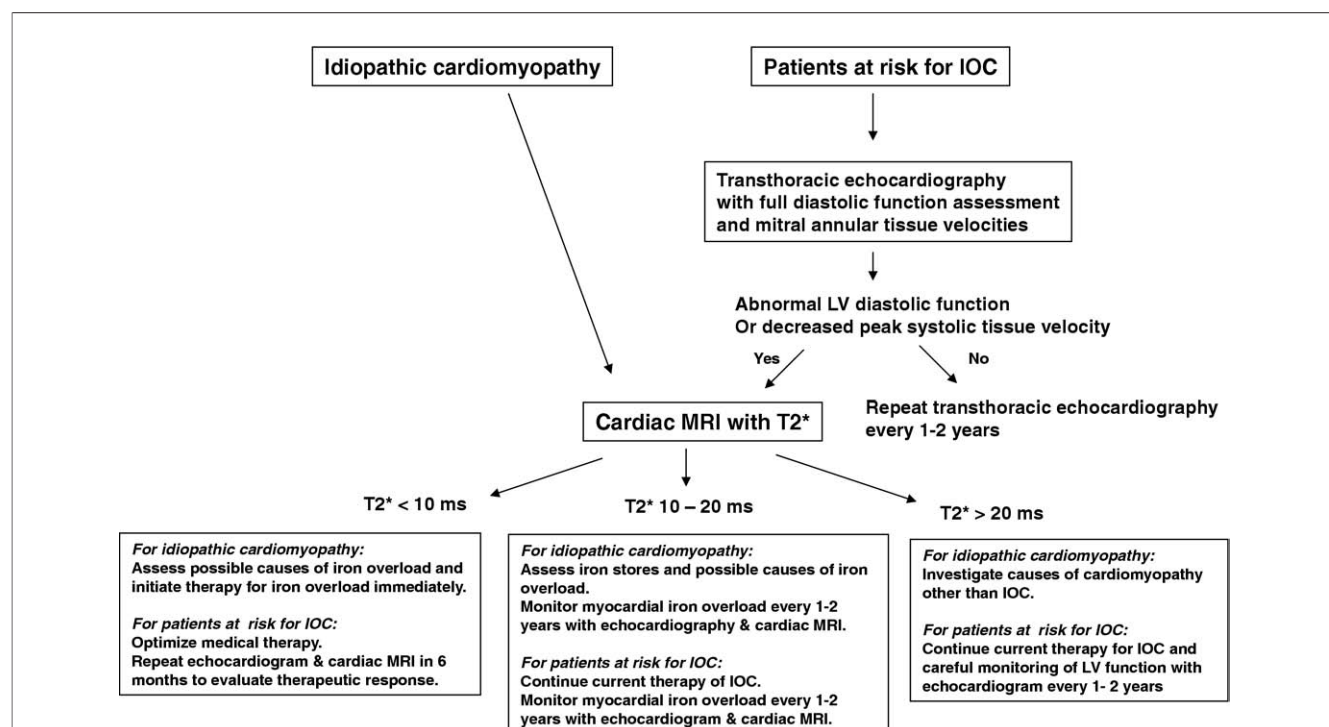 Idiopathic cardiomyopathy
Patients at risk for IOC
Transthoracic echocardiography
with full diastolic function assessment
and mitral annular tissue velocities
Abnormal LV diastolic function
Or decreased peak systolic tissue velocity
Yes
No
Cardiac MRI with T2*
Repeat transthoracic echocardiography
every 1-2 years
T2* < 10 ms
For idiopathic cardiomyopathy:
Assess possible causes of iron overload and
initiate therapy for iron overload immediately.
For patients at risk for IOC:
Optimize medical therapy.
Repeat echocardiogram & cardiac MRI in 6
months to evaluate therapeutic response.
T2* 10 – 20 ms
For idiopathic cardiomyopathy:
Assess iron stores and possible causes of iron
overload.
Monitor myocardial iron overload every 1-2
years with echocardiography & cardiac MRI.
For patients at risk for IOC:
Continue current therapy of IOC.
Monitor myocardial iron overload every 1-2
years with echocardiogram & cardiac MRI.
T2* > 20 ms
For idiopathic cardiomyopathy:
Investigate causes of cardiomyopathy
other than IOC.
For patients at risk for IOC:
Continue current therapy for IOC and
careful monitoring of LV function with
echocardiogram every 1- 2 years